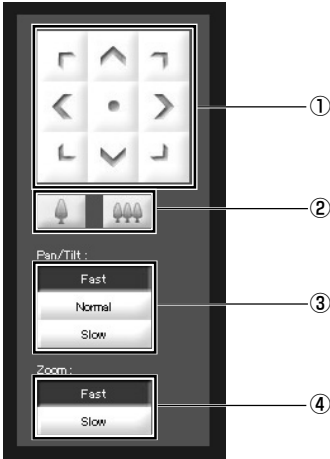 ①
②
Pan/Tilt :
Fast
Normal
Slow
③
Zoom :
Fast
Slow
④